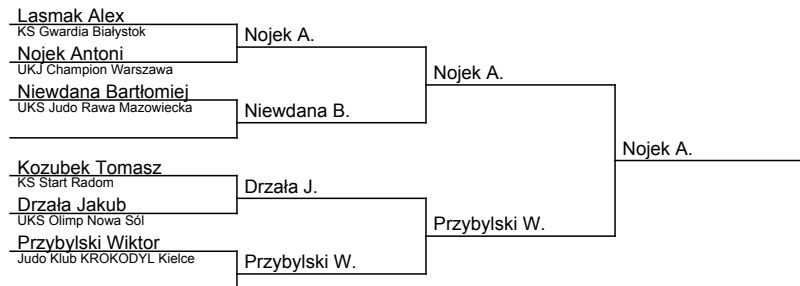 Lasmak Alex
KS Gwardia Białystok
Nojek A.
Nojek Antoni
UKJ Champion Warszawa
Nojek A.
Niewdana Bartłomiej
UKS Judo Rawa Mazowiecka
Niewdana B.
Nojek A.
Kozubek Tomasz
KS Start Radom
Drzała J.
Drzała Jakub
UKS Olimp Nowa Sól
Przybylski W.
Przybylski Wiktor
Judo Klub KROKODYL Kielce
Przybylski W.